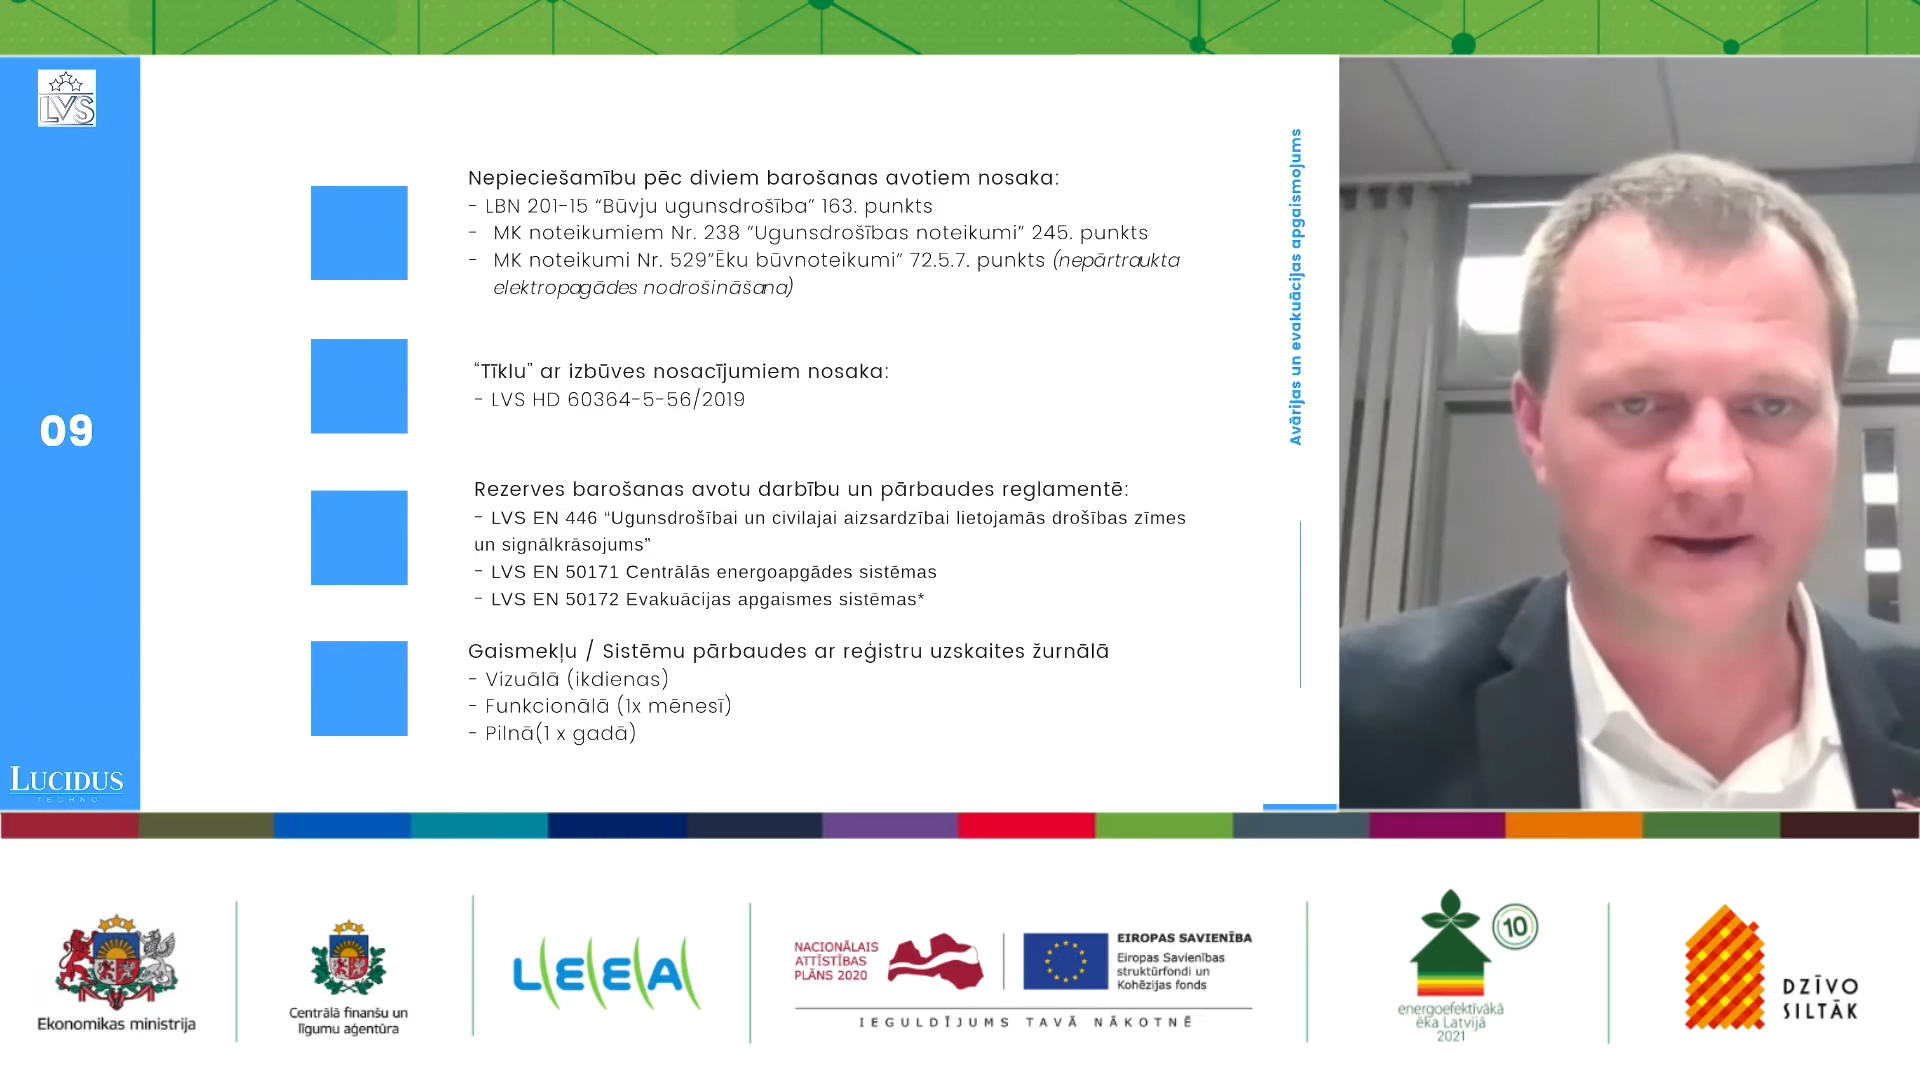 LVS
09
LUCIDUS
TECHNO
Nepieciešamību pēc diviem barošanas avotiem nosaka:
- LBN 201-15 “Būvju ugunsdrošība” 163. punkts
- MK noteikumiem Nr. 238 “Ugunsdrošības noteikumi” 245. punkts
- MK noteikumi Nr. 529”Ēku būvnoteikumi” 72.5.7. punkts (nepārtraukta
elektropagādes nodrošināšana)
“Tīklu” ar izbūves nosacījumiem nosaka:
- LVS HD 60364-5-56/2019
Rezerves barošanas avotu darbību un pārbaudes reglamentē:
- LVS EN 446 “Ugunsdrošībai un civilajai aizsardzībai lietojamās drošības zīmes
un signālkrāsojums”
- LVS EN 50171 Centrālās energoapgādes sistēmas
- LVS EN 50172 Evakuācijas apgaismes sistēmas*
Gaismekļu / Sistēmu pārbaudes ar reģistru uzskaites žurnālā
- Vizuālā (ikdienas)
- Funkcionālā (1x mēnesī)
- Pilnā(1 x gadā)
Avārijas un evakuācijas apgaismojums
Ekonomikas ministrija
Centrālā finanšu un
līgumu aģentūra
LEEA
NACIONĀLAIS
ATTĪSTĪBAS
PLĀNS 2020
EIROPAS SAVIENĪBA
Eiropas Savienības
struktūrfondi un
Kohēzijas fonds
IEGULDĪJUMS TAVĀ NĀKOTNĒ
10
energoefektīvākā
ēka Latvijā
2021
DZĪVO
SILTĀK